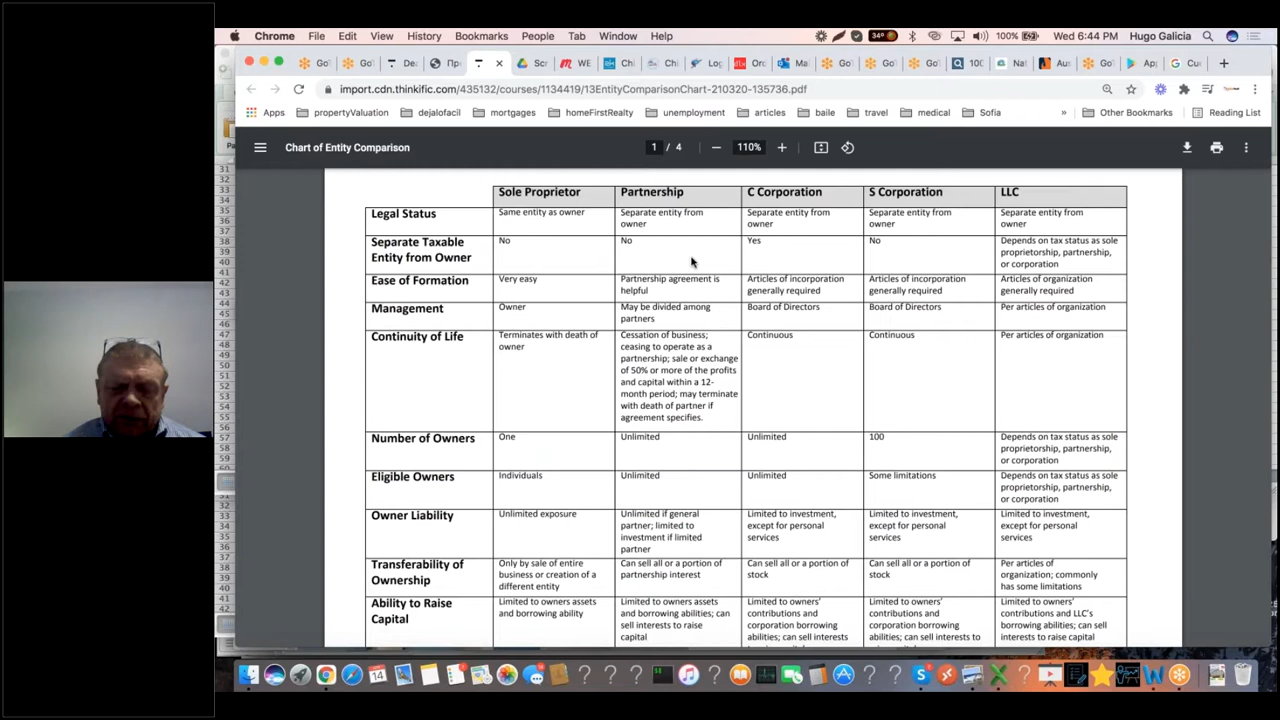 Chrome File Edit View History Bookmarks People Tab Window Help 34° 100% Wed 6:44 PM Hugo Galicia
import.cdn.thinkific.com/435132/courses/1134419/13EntityComparisonChart-210320-135736.pdf
Apps propertyValuation dejalofacil mortgages homeFirstRealty unemployment articles baile travel medical Sofia » Other Bookmarks Reading List
Chart of Entity Comparison 1 / 4 110%
Sole Proprietor Partnership C Corporation S Corporation LLC
Legal Status
Same entity as owner
Separate entity from
owner
Separate entity from
owner
Separate entity from
owner
Separate entity from
owner
Separate Taxable
Entity from Owner
No
No
Yes
No
Depends on tax status as sole
proprietorship, partnership,
or corporation
Ease of Formation
Very easy
Partnership agreement is
helpful
Articles of incorporation
generally required
Articles of incorporation
generally required
Articles of organization
generally required
Management
Owner
May be divided among
partners
Board of Directors
Board of Directors
Per articles of organization
Continuity of Life
Terminates with death of
owner
Cessation of business;
ceasing to operate as a
partnership; sale or exchange
of 50% or more of the profits
and capital within a 12-
month period; may terminate
with death of partner if
agreement specifies.
Continuous
Continuous
Per articles of organization
Number of Owners
One
Unlimited
Unlimited
100
Depends on tax status as sole
proprietorship, partnership,
or corporation
Eligible Owners
Individuals
Unlimited
Unlimited
Some limitations
Depends on tax status as sole
proprietorship, partnership,
or corporation
Owner Liability
Unlimited exposure
Unlimited if general
partner; limited to
investment if limited
partner
Limited to investment,
except for personal
services
Limited to investment,
except for personal
services
Limited to investment,
except for personal
services
Transferability of
Ownership
Only by sale of entire
business or creation of a
different entity
Can sell all or a portion of
partnership interest
Can sell all or a portion of
stock
Can sell all or a portion of
stock
Per articles of
organization; commonly
has some limitations
Ability to Raise
Capital
Limited to owners assets
and borrowing ability
Limited to owners assets
and borrowing abilities; can
sell interests to raise
capital
Limited to owners'
contributions and
corporation borrowing
abilities; can sell interests
Limited to owners'
contributions and
corporation borrowing
abilities; can sell interests to
Limited to owners'
contributions and LLC's
borrowing abilities; can sell
interests to raise capital